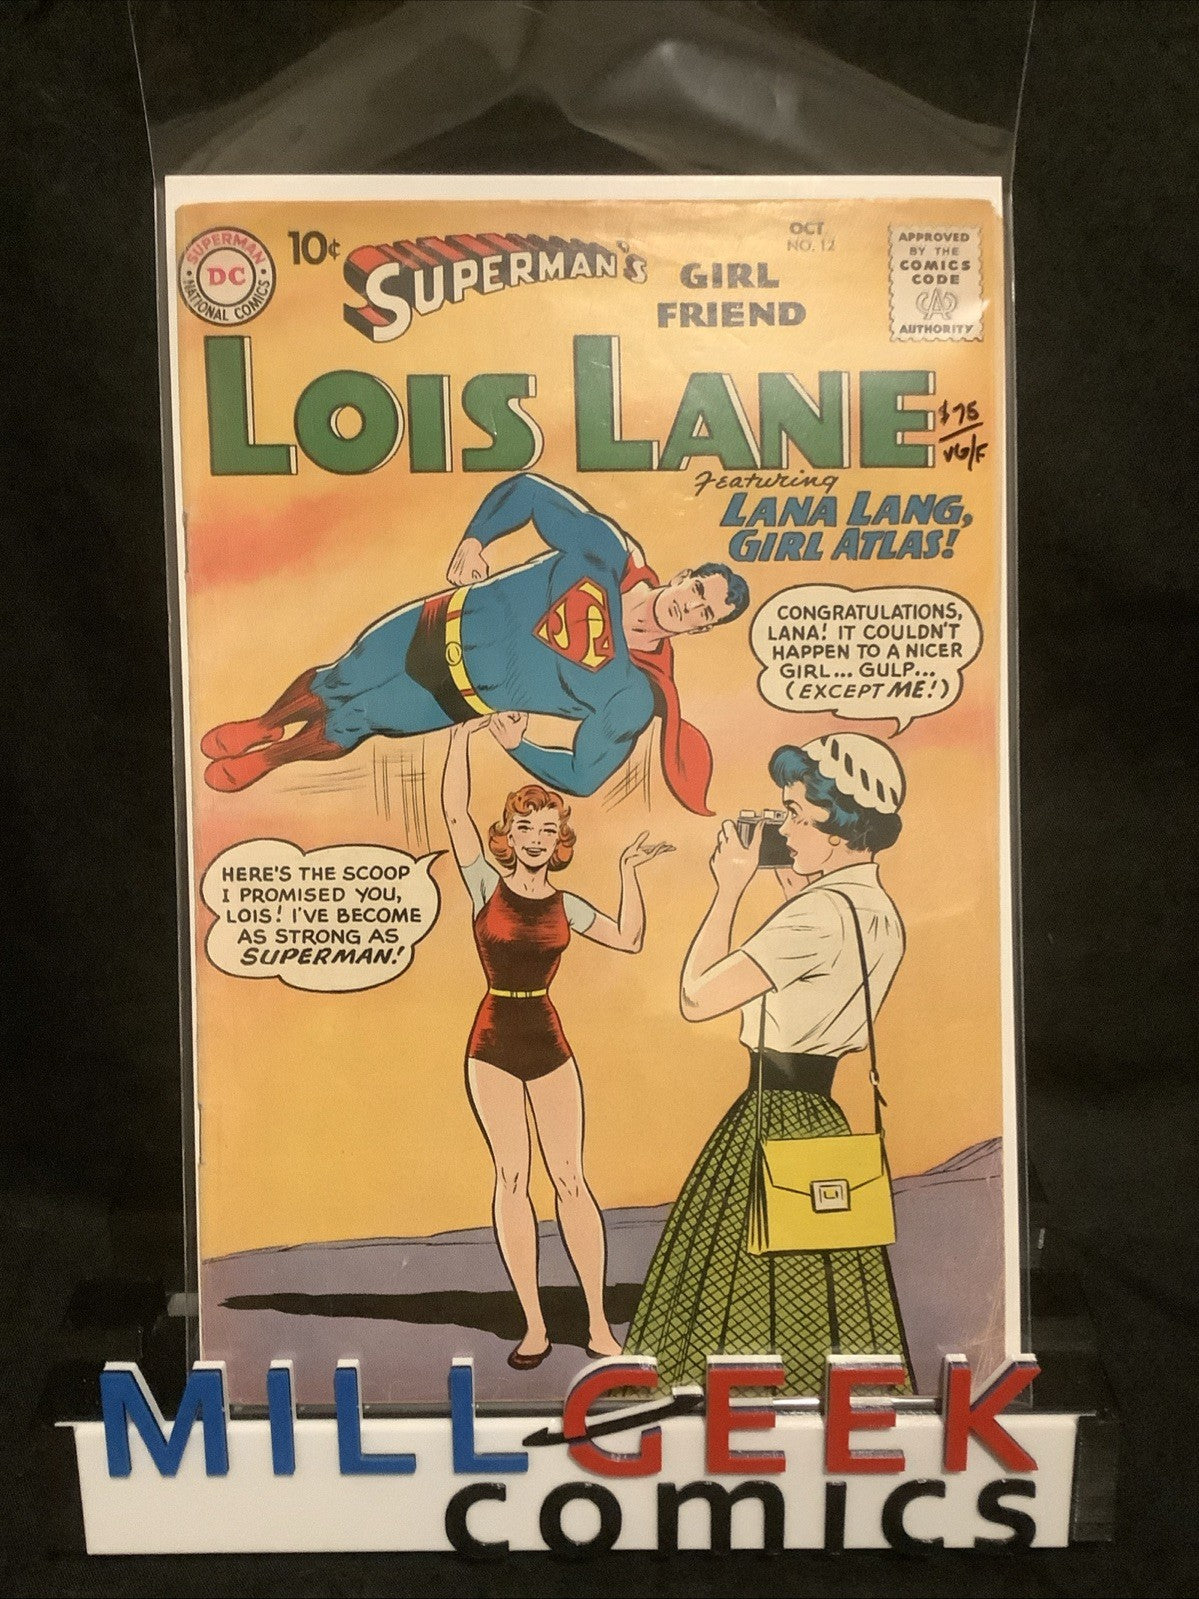 SUPERMAN
DC
NATIONAL COMICS
10¢
SUPERMAN'S
GIRL
FRIEND
OCT.
NO. 12
APPROVED
BY THE
COMICS
CODE
CA
AUTHORITY
LOIS LANE
$75
VG/F
Featuring
LANA LANG,
GIRL ATLAS!
CONGRATULATIONS,
LANA! IT COULDN'T
HAPPEN TO A NICER
GIRL... GULP...
(EXCEPT ME!)
S
HERE'S THE SCOOP
I PROMISED YOU,
LOIS! I'VE BECOME
AS STRONG AS
SUPERMAN!
MILL GEEK
COMICS